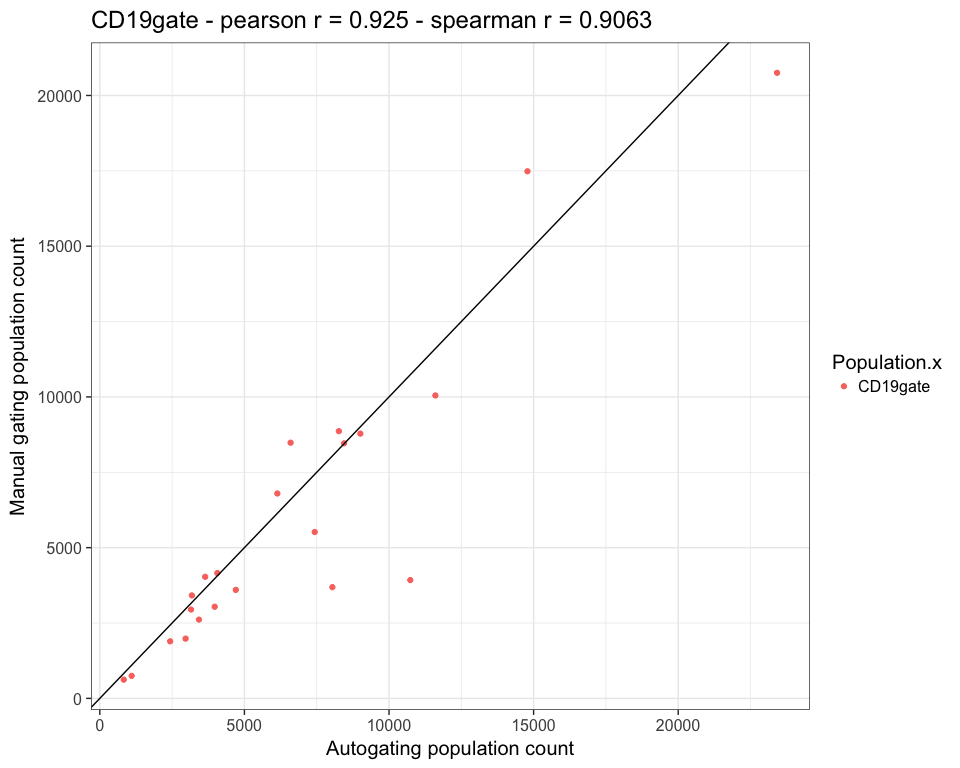 CD19gate - pearson r = 0.925 - spearman r = 0.9063
Manual gating population count
20000
15000
10000
5000
0
0 5000 10000 15000 20000
Autogating population count
Population.x
CD19gate